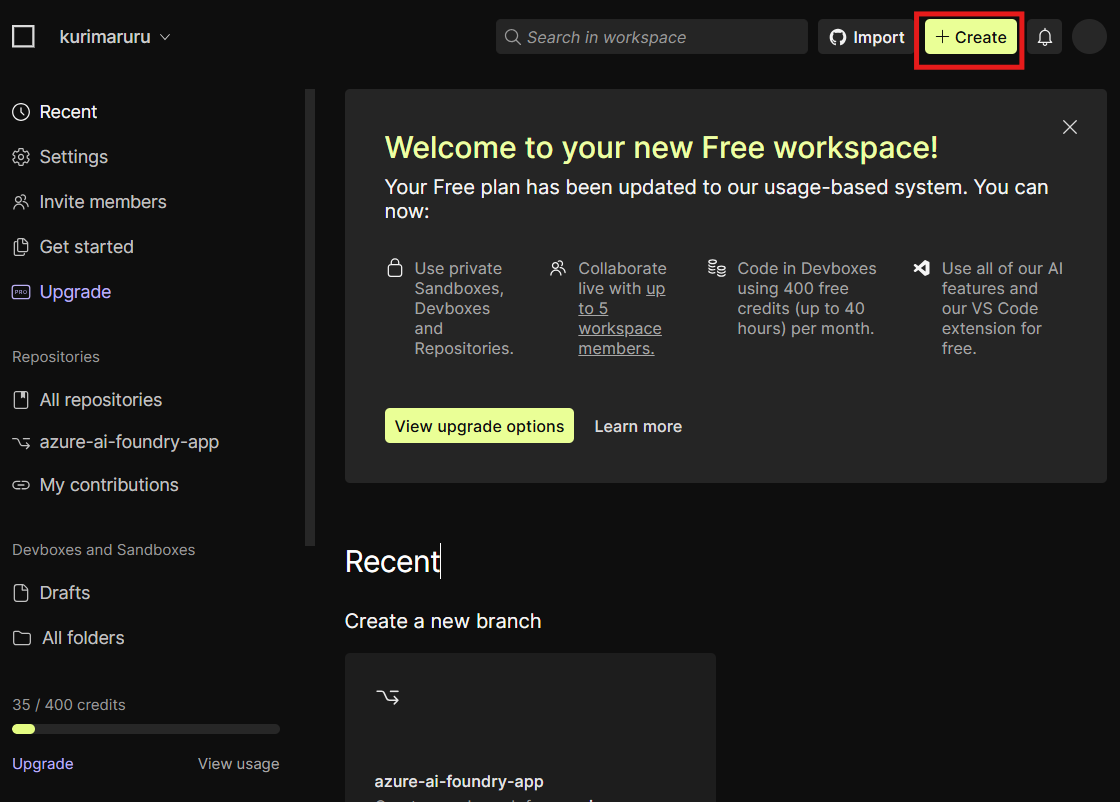 kurimaruru
Search in workspace
Import
+ Create
Recent
Settings
Invite members
Get started
PRO Upgrade
Repositories
All repositories
azure-ai-foundry-app
My contributions
Devboxes and Sandboxes
Drafts
All folders
35 / 400 credits
Upgrade
View usage
Welcome to your new Free workspace!
Your Free plan has been updated to our usage-based system. You can
now:
Use private
Sandboxes,
Devboxes
and
Repositories.
Collaborate
live with up
to 5
workspace
members.
Code in Devboxes
using 400 free
credits (up to 40
hours) per month.
Use all of our AI
features and
our VS Code
extension for
free.
View upgrade options
Learn more
Recent
Create a new branch
azure-ai-foundry-app